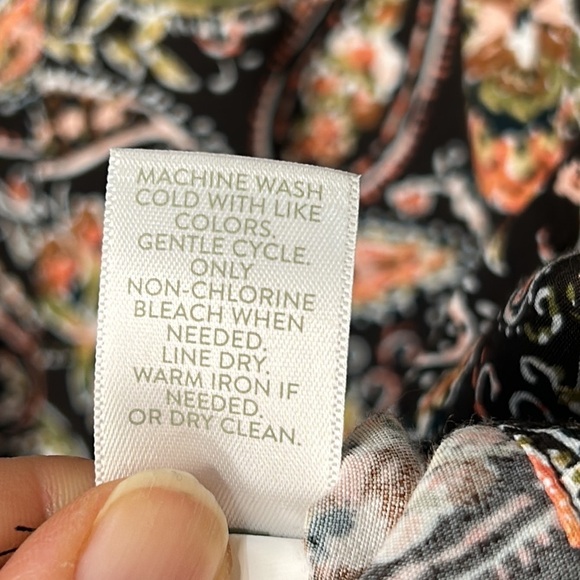 MACHINE WASH
COLD WITH LIKE
COLORS.
GENTLE CYCLE.
ONLY
NON-CHLORINE
BLEACH WHEN
NEEDED.
LINE DRY.
WARM IRON IF
NEEDED.
OR DRY CLEAN.